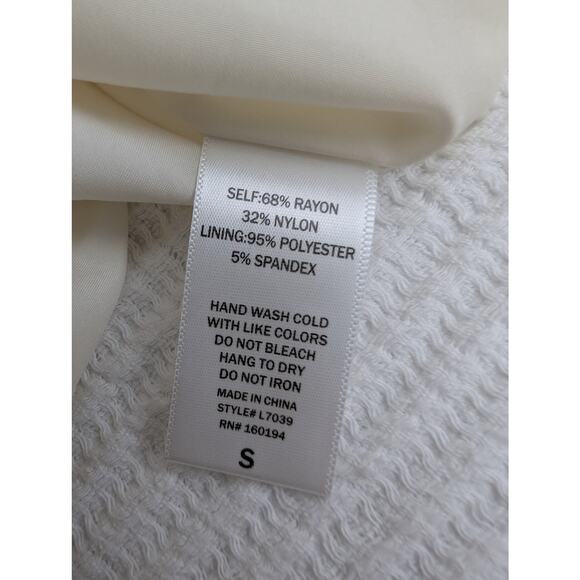 SELF:68% RAYON
32% NYLON
LINING:95% POLYESTER
5% SPANDEX
HAND WASH COLD
WITH LIKE COLORS
DO NOT BLEACH
HANG TO DRY
DO NOT IRON
MADE IN CHINA
STYLE# L7039
RN# 160194
S